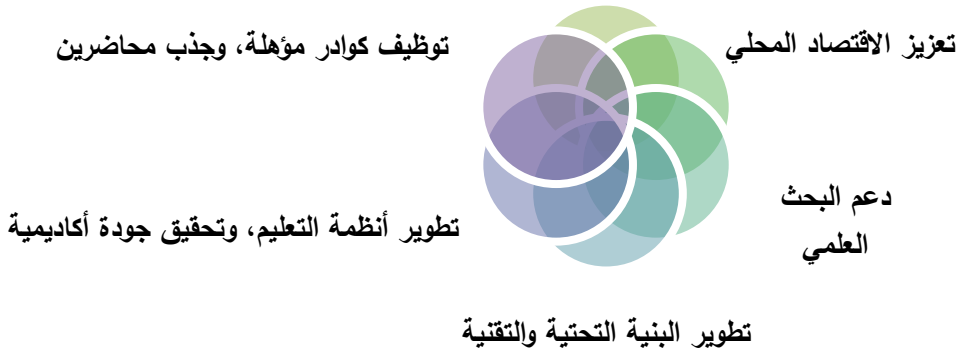 تعزيز الاقتصاد المحلي
توظيف كوادر مؤهلة، وجذب محاضرين
دعم البحث
العلمي
تطوير أنظمة التعليم، وتحقيق جودة أكاديمية
تطوير البنية التحتية والتقنية